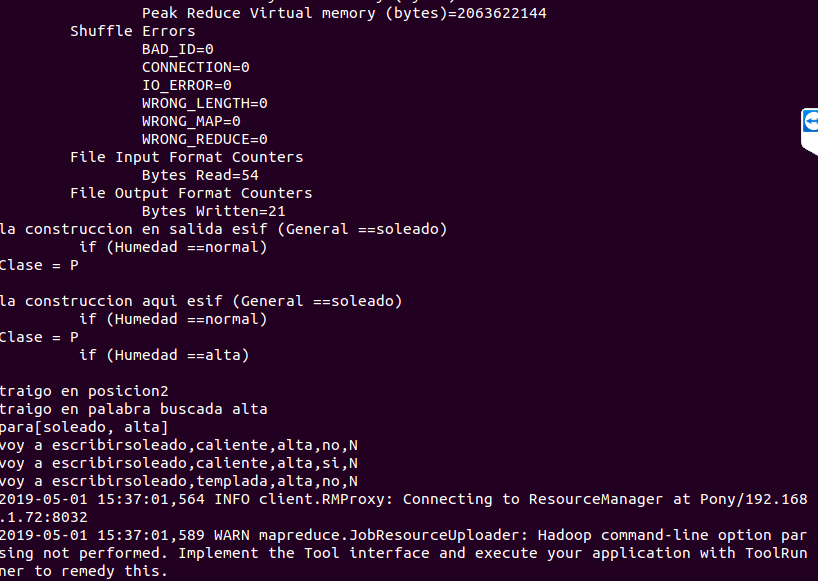 Peak Reduce Virtual memory (bytes)=2063622144
Shuffle Errors
BAD_ID=0
CONNECTION=0
IO_ERROR=0
WRONG_LENGTH=0
WRONG_MAP=0
WRONG_REDUCE=0
File Input Format Counters
Bytes Read=54
File Output Format Counters
Bytes Written=21
la construccion en salida esif (General ==soleado)
if (Humedad ==normal)
Clase = P
la construccion aqui esif (General ==soleado)
if (Humedad ==normal)
Clase = P
if (Humedad ==alta)
traigo en posicion2
traigo en palabra buscada alta
para[soleado, alta]
voy a escribirsoleado,caliente,alta,no,N
voy a escribirsoleado,caliente,alta,si,N
voy a escribirsoleado,templada,alta,no,N
2019-05-01 15:37:01,564 INFO client.RMProxy: Connecting to ResourceManager at Pony/192.168
.1.72:8032
2019-05-01 15:37:01,589 WARN mapreduce.JobResourceUploader: Hadoop command-line option par
sing not performed. Implement the Tool interface and execute your application with ToolRun
ner to remedy this.